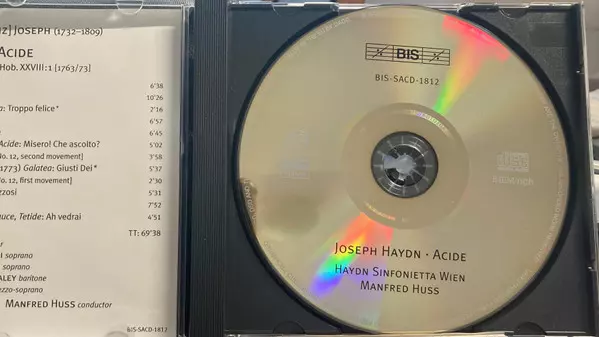 JOSEPH (1732–1809)
ACIDE
Hob. XXVIII:1 [1763/73]
6'38
10'26
: Troppo felice* 2'16
6'57
6'45
Acide: Misero! Che ascolto? 5'02
No. 12, second movement] 3'58
1773) Galatea: Giusti Dei* 5'37
No. 12, first movement] 2'30
5'31
7'52
Tetide: Ah vedrai 4'51
TT: 69'38
soprano
soprano
baritone
MANFRED HUSS conductor
BIS-SACD-1812
BIS
BIS-SACD-1812
JOSEPH HAYDN · ACIDE
HAYDN SINFONIETTA WIEN
MANFRED HUSS